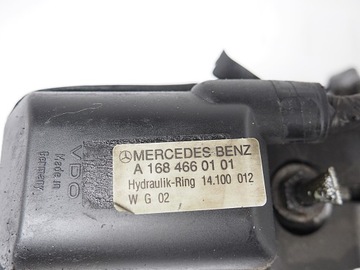 MERCEDES BENZ
A 168 466 01 01
Hydraulik-Ring 14.100 012
W G 02
Made in
Germany
VDO